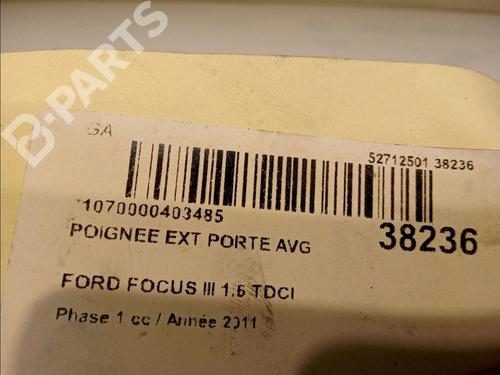 B-PARTS
GA
52712501 38236
1070000403485
POIGNEE EXT PORTE AVG
38236
FORD FOCUS III 1.6 TDCI
Phase 1 cc / Année 2011